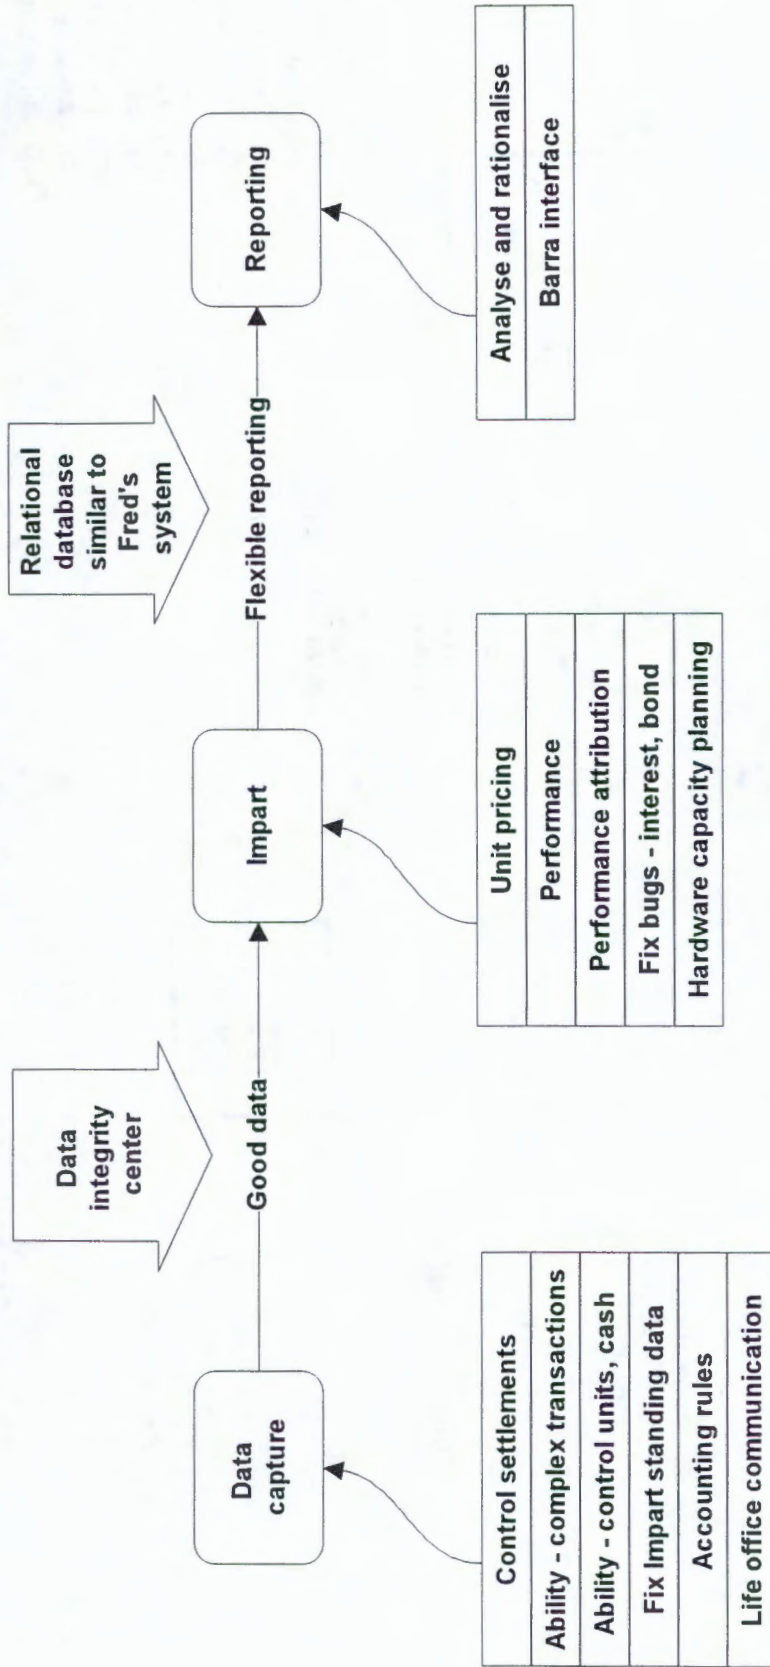 Data
integrity
center
Relational
database
similar to
Fred's
system
Data
capture
Good data
Impart
Flexible reporting
Reporting
Control settlements
Ability - complex transactions
Ability - control units, cash
Fix Impart standing data
Accounting rules
Life office communication
Unit pricing
Performance
Performance attribution
Fix bugs - interest, bond
Hardware capacity planning
Analyse and rationalise
Barra interface